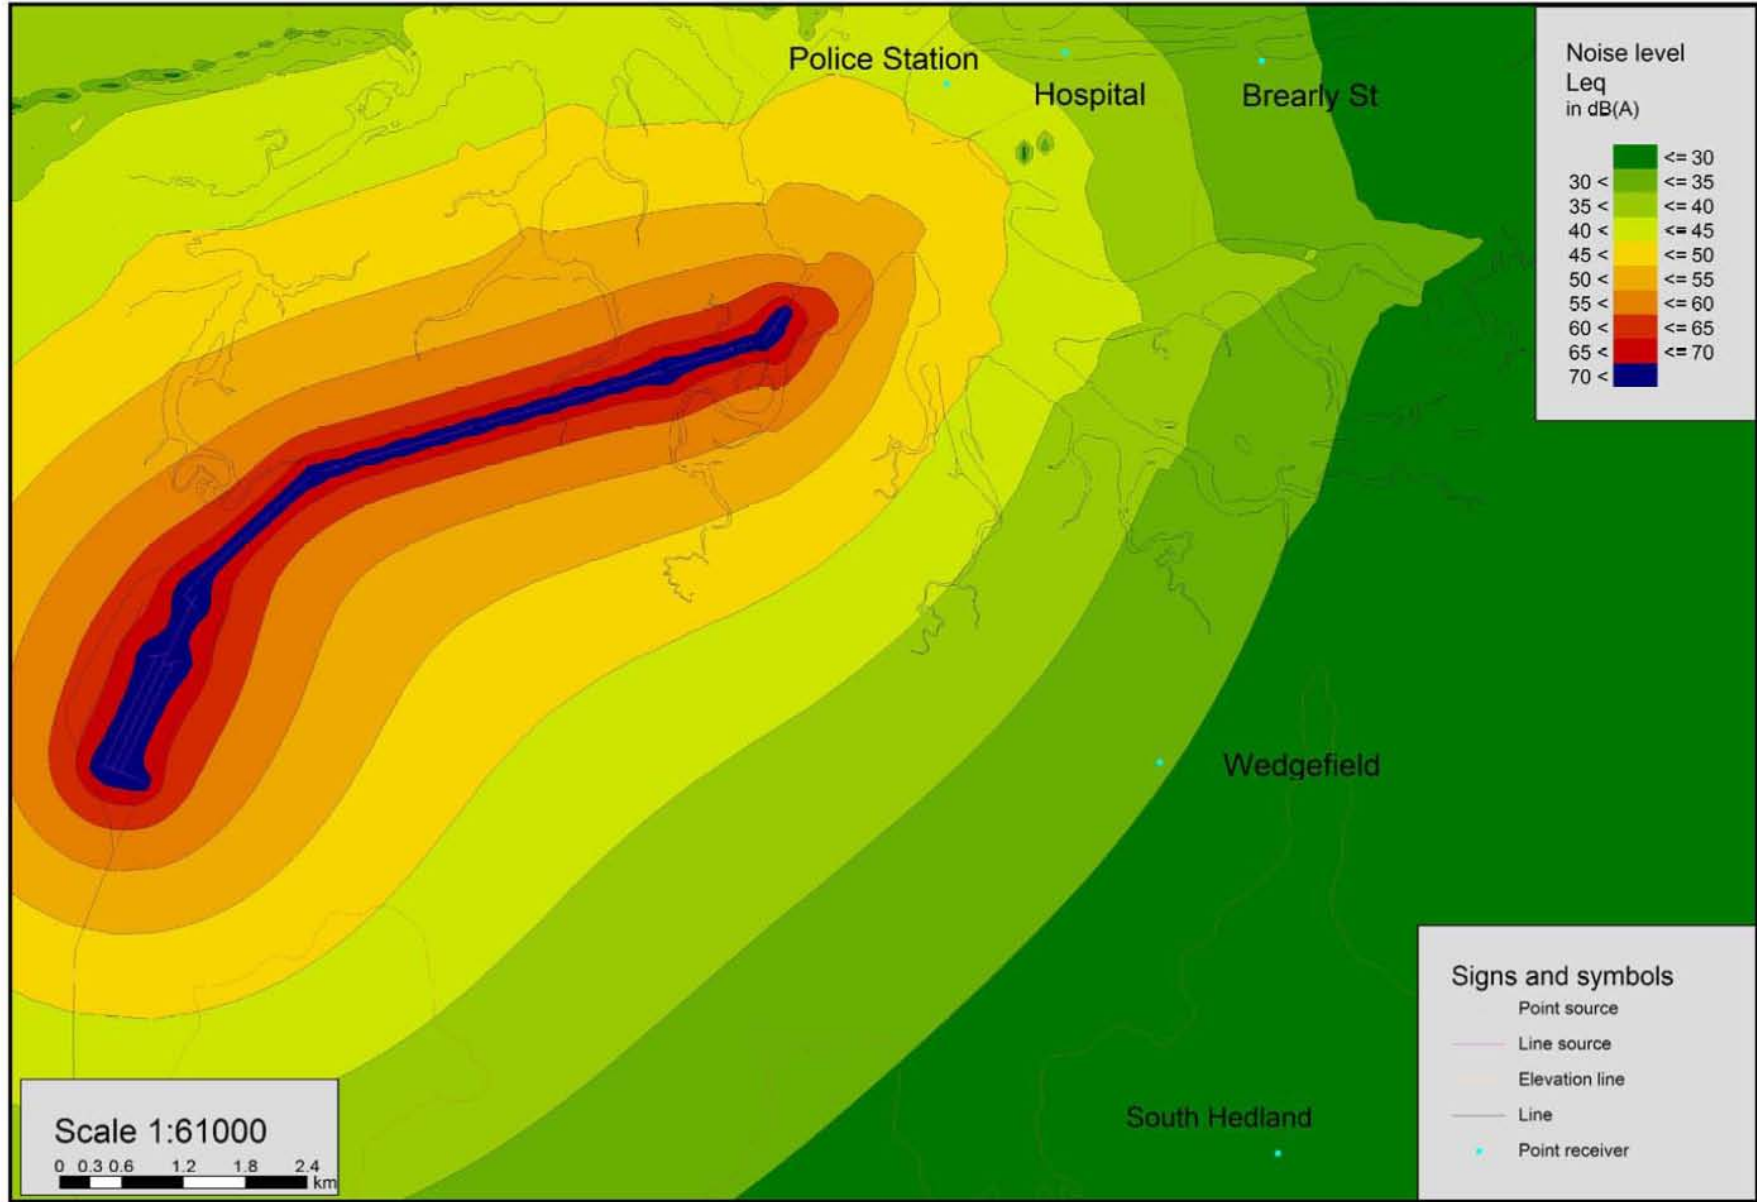 Police Station
Hospital
Brearly St
Noise level
Leq
in dB(A)
<= 30
30 < <= 35
35 < <= 40
40 < <= 45
45 < <= 50
50 < <= 55
55 < <= 60
60 < <= 65
65 < <= 70
70 <
Wedgefield
South Hedland
Signs and symbols
Point source
Line source
Elevation line
Line
Point receiver
Scale 1:61000
0 0.3 0.6 1.2 1.8 2.4
km